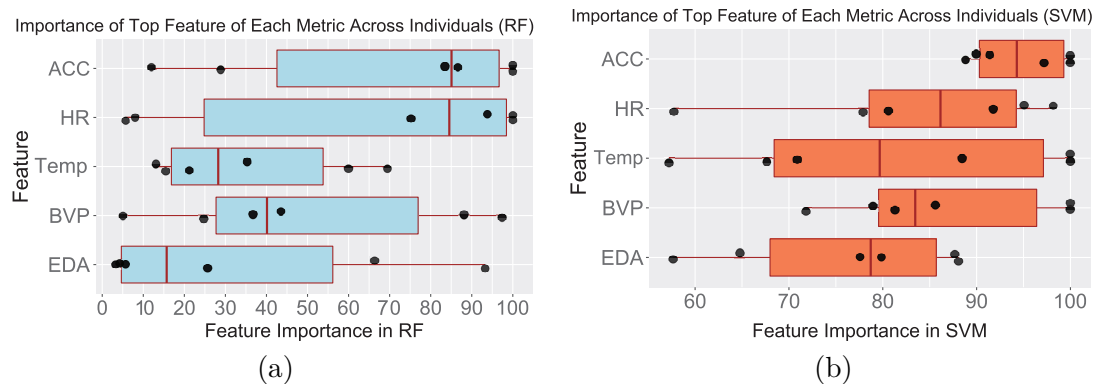 Importance of Top Feature of Each Metric Across Individuals (RF)
ACC
HR
Temp
BVP
EDA
Feature
0 10 20 30 40 50 60 70 80 90 100
Feature Importance in RF
(a)
Importance of Top Feature of Each Metric Across Individuals (SVM)
ACC
HR
Temp
BVP
EDA
Feature
60 70 80 90 100
Feature Importance in SVM
(b)